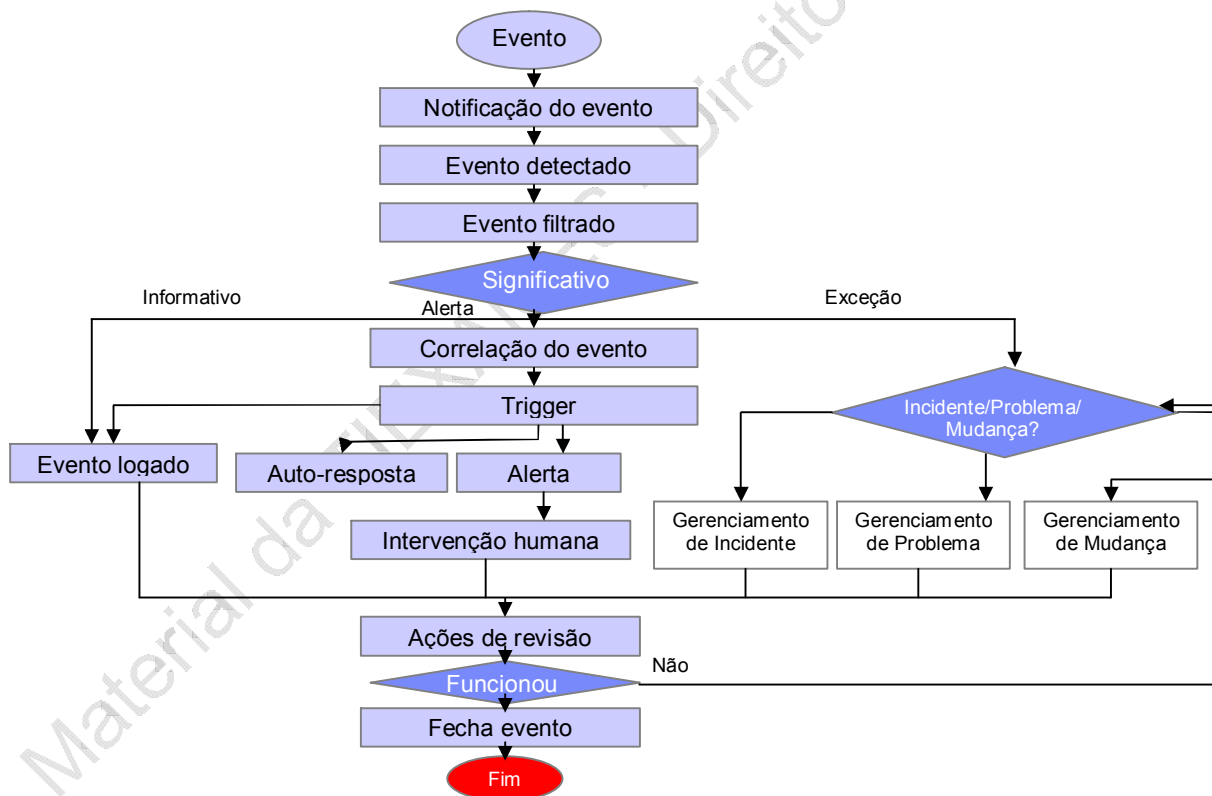 Evento
Notificação do evento
Evento detectado
Evento filtrado
Significativo
Informativo
Alerta
Exceção
Correlação do evento
Trigger
Incidente/Problema/
Mudança?
Evento logado
Auto-resposta
Alerta
Gerenciamento
de Incidente
Gerenciamento
de Problema
Gerenciamento
de Mudança
Intervenção humana
Ações de revisão
Funcionou
Não
Fecha evento
Fim
Material da